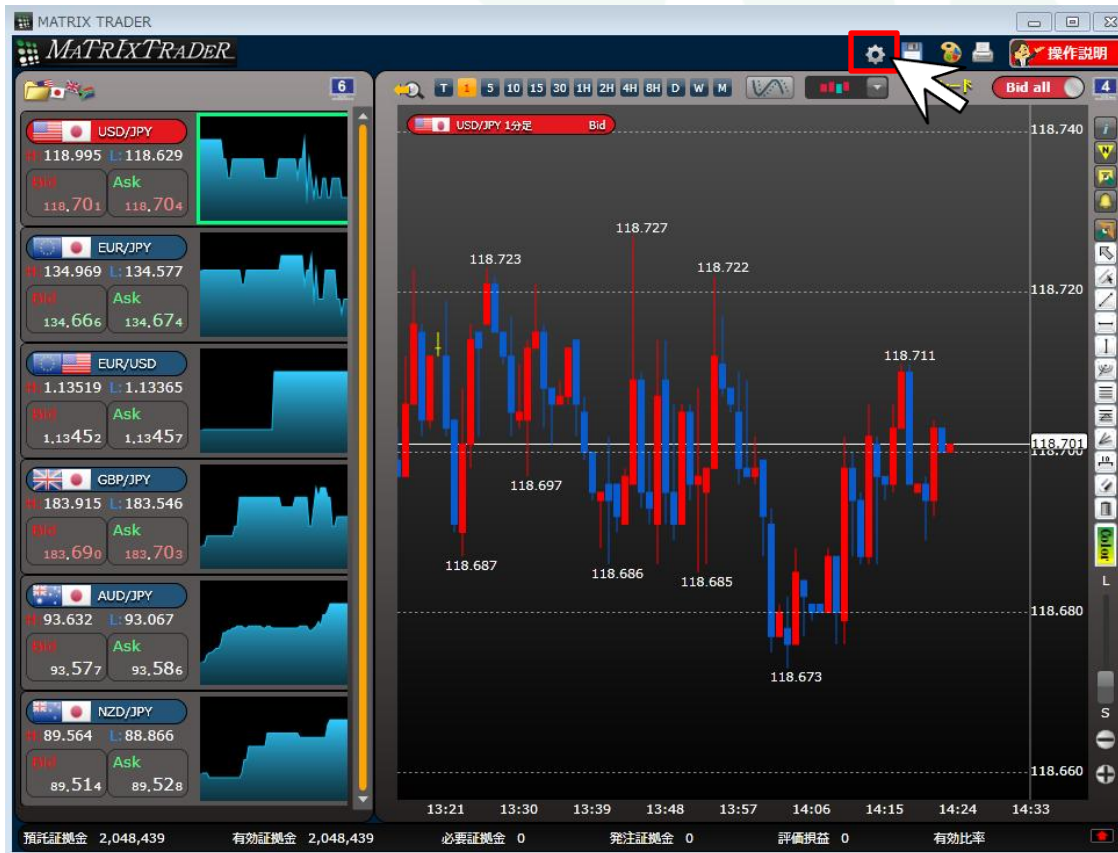 MATRIX TRADER
MATRIXTRADER
操作説明
6
T 1 5 10 15 30 1H 2H 4H 8H D W M
Bid all
4
USD/JPY
H:118.995 L:118.629
Bid Ask
118.701 118.704
EUR/JPY
H:134.969 L:134.577
Bid Ask
134.666 134.674
EUR/USD
H:1.13519 L:1.13365
Bid Ask
1.13452 1.13457
GBP/JPY
H:183.915 L:183.546
Bid Ask
183.690 183.703
AUD/JPY
H:93.632 L:93.067
Bid Ask
93.577 93.586
NZD/JPY
H:89.564 L:88.866
Bid Ask
89.514 89.528
USD/JPY 1分足 Bid
118.740
118.727
118.723
118.722
118.720
118.711
118.701
118.700
118.697
118.687
118.686
118.685
118.680
118.673
118.660
13:21 13:30 13:39 13:48 13:57 14:06 14:15 14:24 14:33
Color
L
S
預託証拠金 2,048,439 有効証拠金 2,048,439 必要証拠金 0 発注証拠金 0 評価損益 0 有効比率